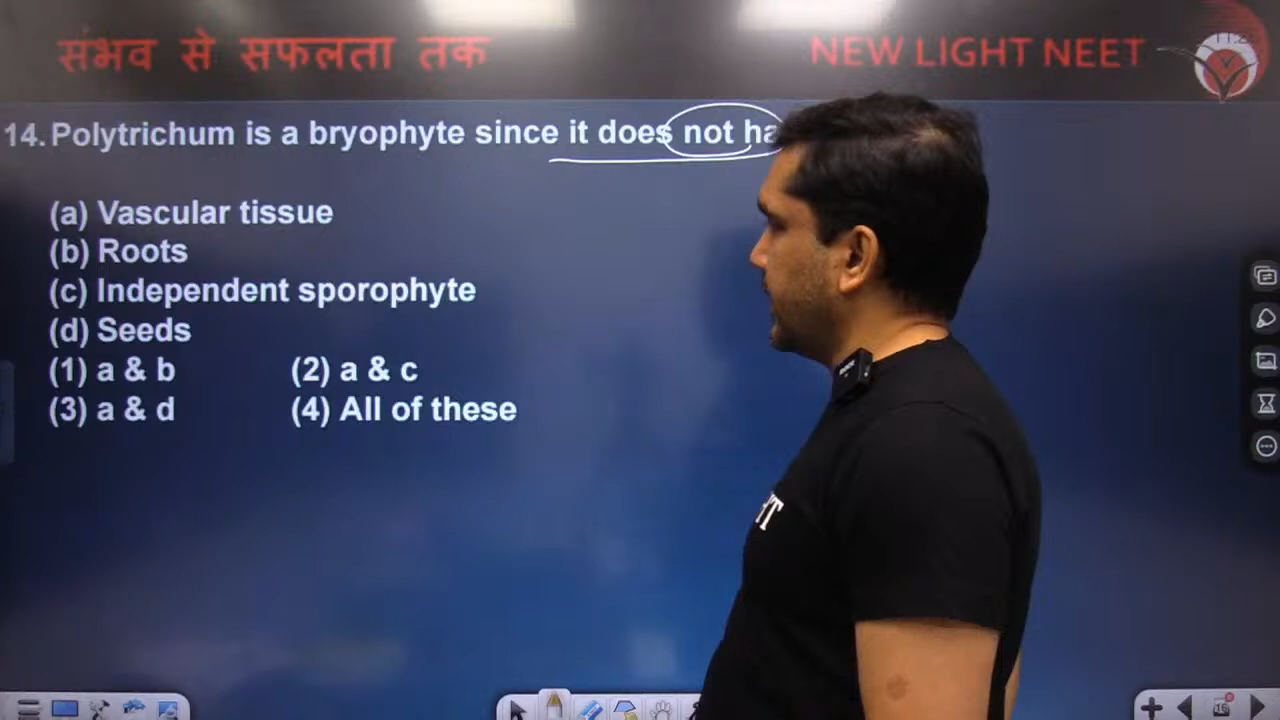 संभव से सफलता तक
NEW LIGHT NEET
14. Polytrichum is a bryophyte since it does not
(a) Vascular tissue
(b) Roots
(c) Independent sporophyte
(d) Seeds
(1) a & b (2) a & c
(3) a & d (4) All of these